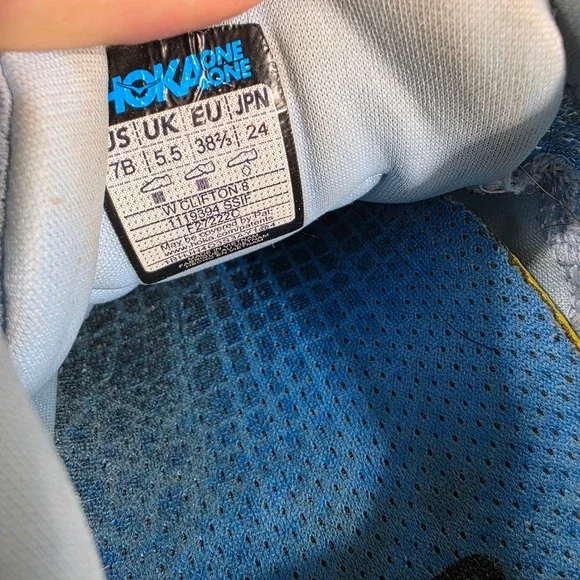 HOKA ONE ONE
US UK EU JPN
7B 5.5 38⅔ 24
W CLIFTON 8
1119394 SSIF
F27222C
May be covered by Pat.